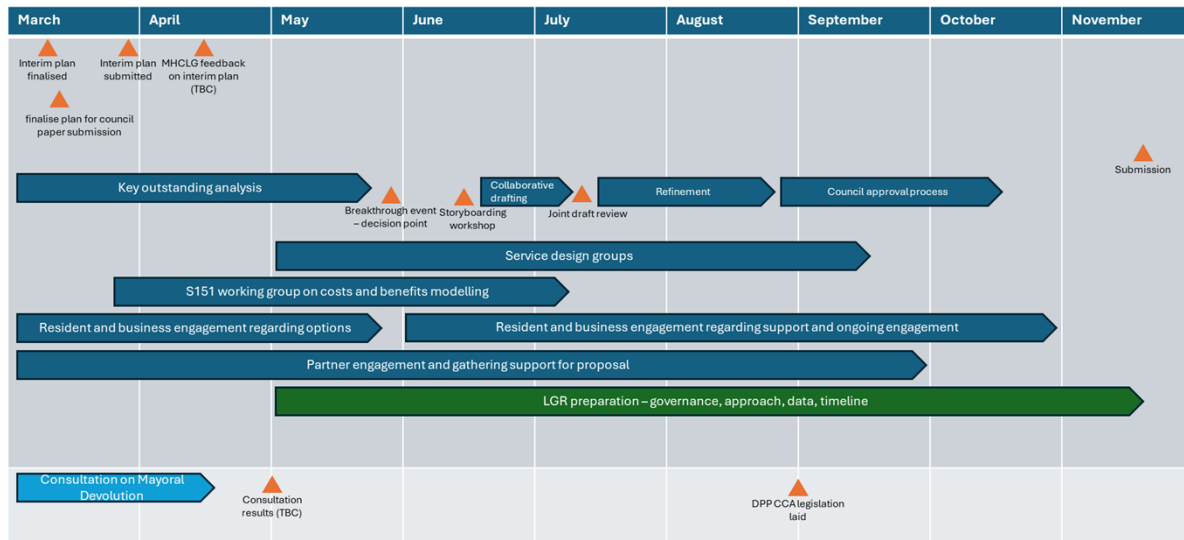 March April May June July August September October November
Interim plan
finalised
Interim plan
submitted
MHCLG feedback
on interim plan
(TBC)
finalise plan for council
paper submission
Submission
Key outstanding analysis
Breakthrough event
– decision point
Storyboarding
workshop
Collaborative
drafting
Joint draft review
Refinement
Council approval process
Service design groups
S151 working group on costs and benefits modelling
Resident and business engagement regarding options
Resident and business engagement regarding support and ongoing engagement
Partner engagement and gathering support for proposal
LGR preparation – governance, approach, data, timeline
Consultation on Mayoral
Devolution
Consultation
results (TBC)
DPP CCA legislation
laid